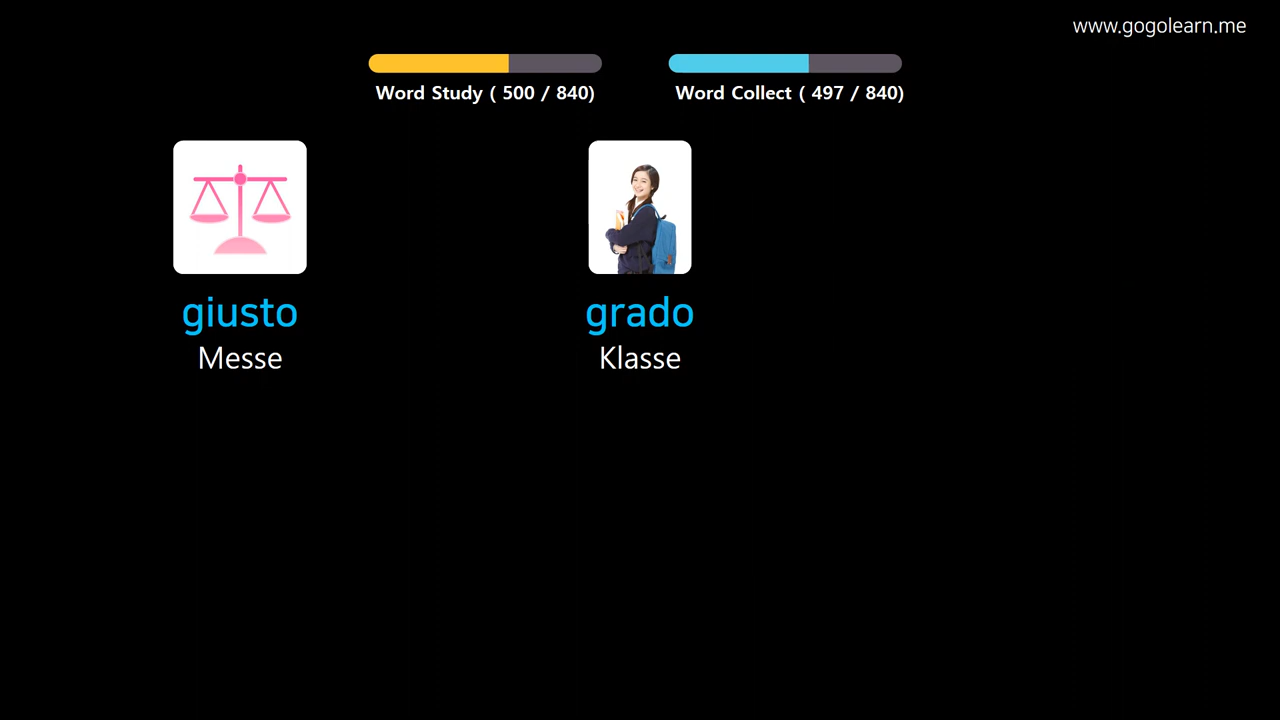 www.gogolearn.me
Word Study ( 500 / 840)
Word Collect ( 497 / 840)
giusto
Messe
grado
Klasse